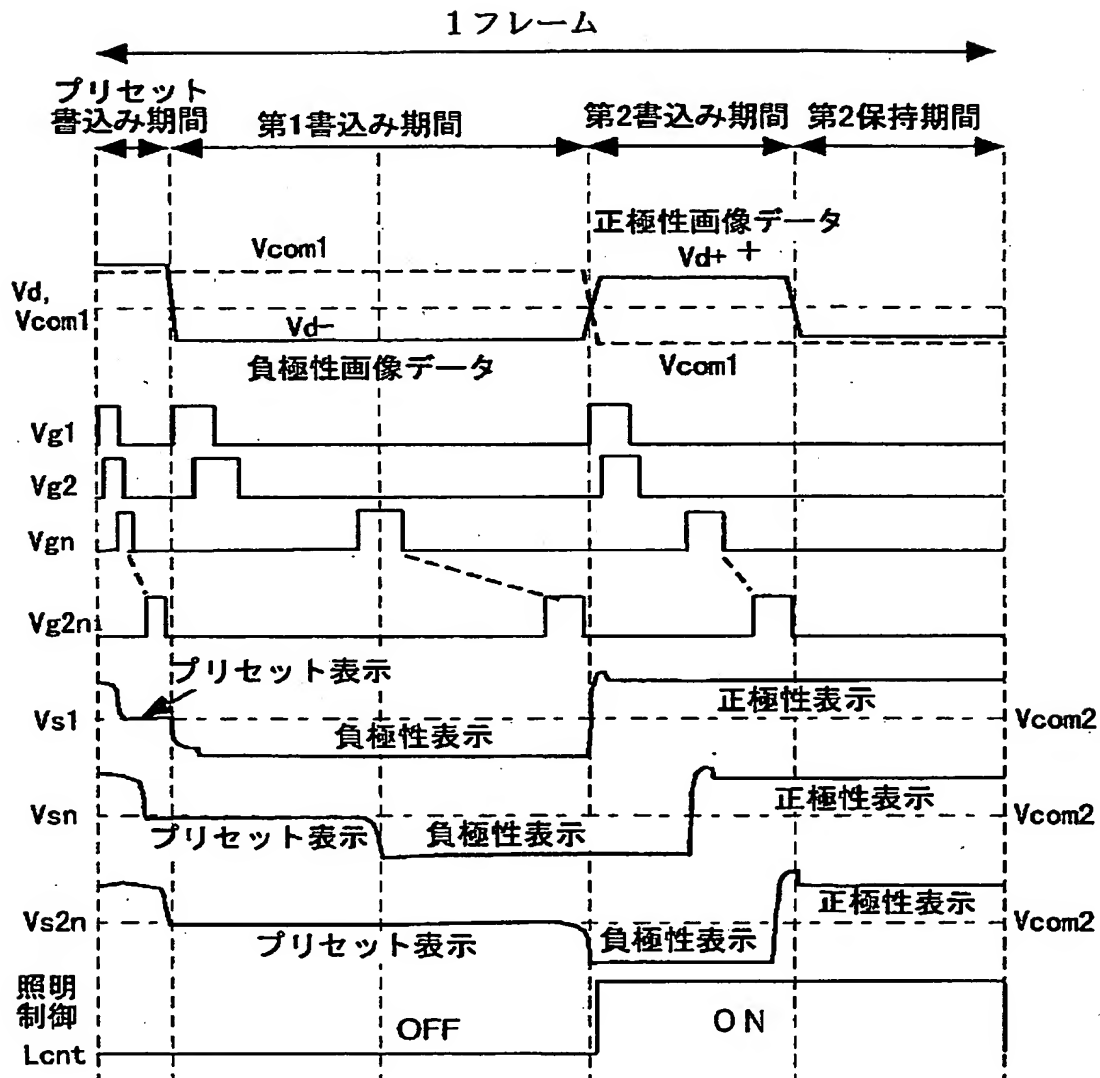 1フレーム
プリセット
書込み期間
第1書込み期間
第2書込み期間
第2保持期間
正極性画像データ
Vcom1
Vd+ +
Vd,
Vcom1
Vd-
負極性画像データ
Vcom1
Vg1
Vg2
Vgn
Vg2ni
プリセット表示
正極性表示
Vs1
Vcom2
負極性表示
正極性表示
Vsn
Vcom2
プリセット表示
負極性表示
正極性表示
Vs2n
Vcom2
プリセット表示
負極性表示
照明
制御
OFF
ON
Lcnt